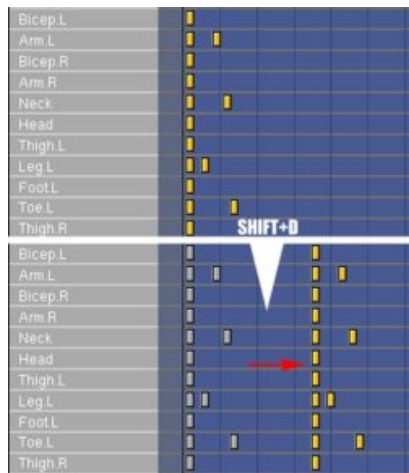 Bicep.L
Arm.L
Bicep.R
Arm.R
Neck
Head
Thigh.L
Leg.L
Foot.L
Toe.L
Thigh.R
SHIFT+D
Bicep.L
Arm.L
Bicep.R
Arm.R
Neck
Head
Thigh.L
Leg.L
Foot.L
Toe.L
Thigh.R